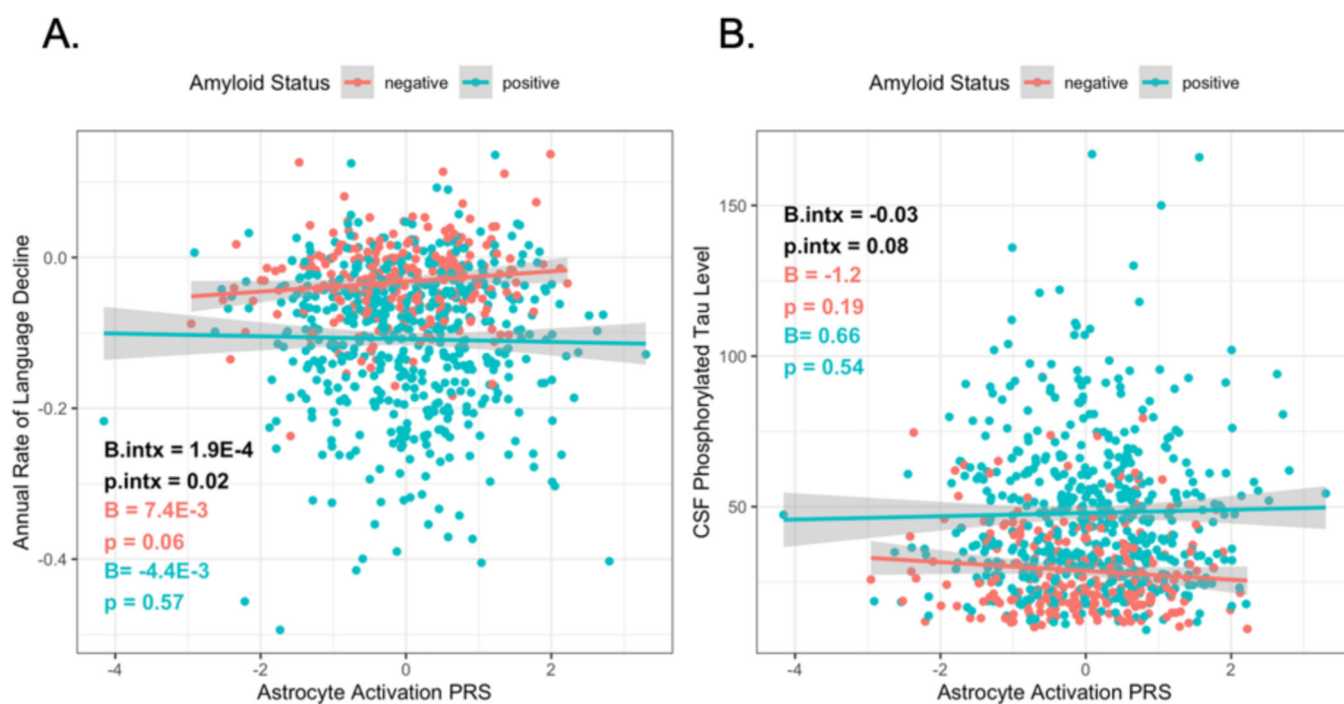 A.
Amyloid Status negative positive
Annual Rate of Language Decline
0.0
-0.2
-0.4
B.intx = 1.9E-4
p.intx = 0.02
B = 7.4E-3
p = 0.06
B= -4.4E-3
p = 0.57
-4 -2 0 2
Astrocyte Activation PRS
B.
Amyloid Status negative positive
CSF Phosphorylated Tau Level
150
100
50
B.intx = -0.03
p.intx = 0.08
B = -1.2
p = 0.19
B= 0.66
p = 0.54
-4 -2 0 2
Astrocyte Activation PRS